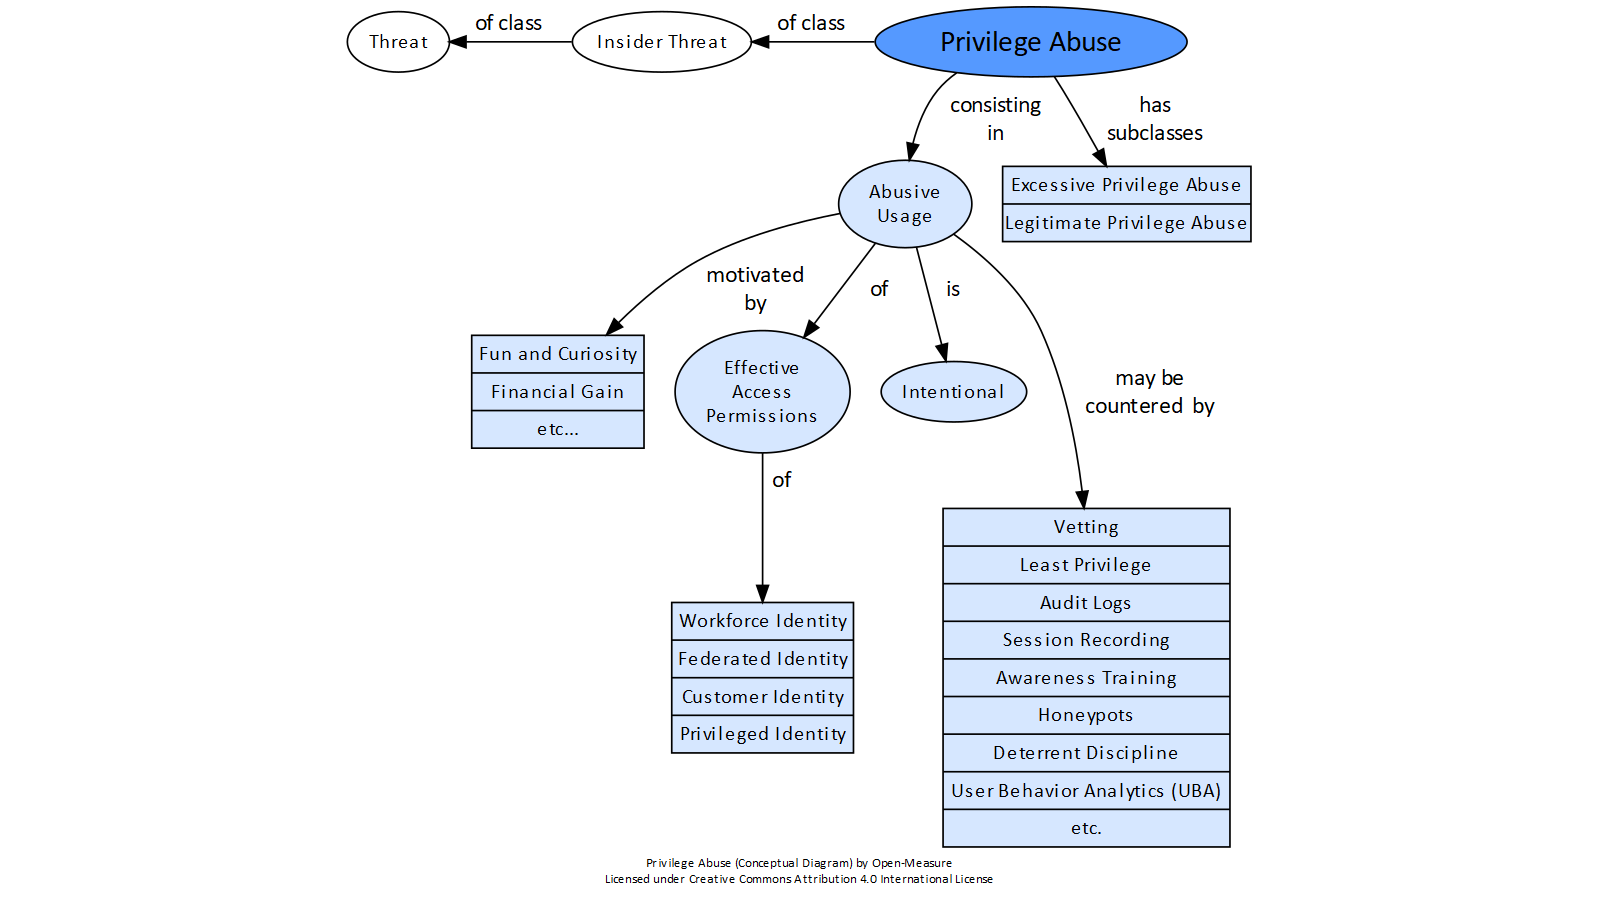 of class
of class
Threat
Insider Threat
Privilege Abuse
consisting
in
has
subclasses
Abusive
Usage
Excessive Privilege Abuse
Legitimate Privilege Abuse
motivated
by
of
is
Fun and Curiosity
Financial Gain
etc...
Effective
Access
Permissions
Intentional
may be
countered by
of
Vetting
Least Privilege
Audit Logs
Session Recording
Awareness Training
Honeypots
Deterrent Discipline
User Behavior Analytics (UBA)
etc.
Workforce Identity
Federated Identity
Customer Identity
Privileged Identity
Privilege Abuse (Conceptual Diagram) by Open-Measure
Licensed under Creative Commons Attribution 4.0 International License